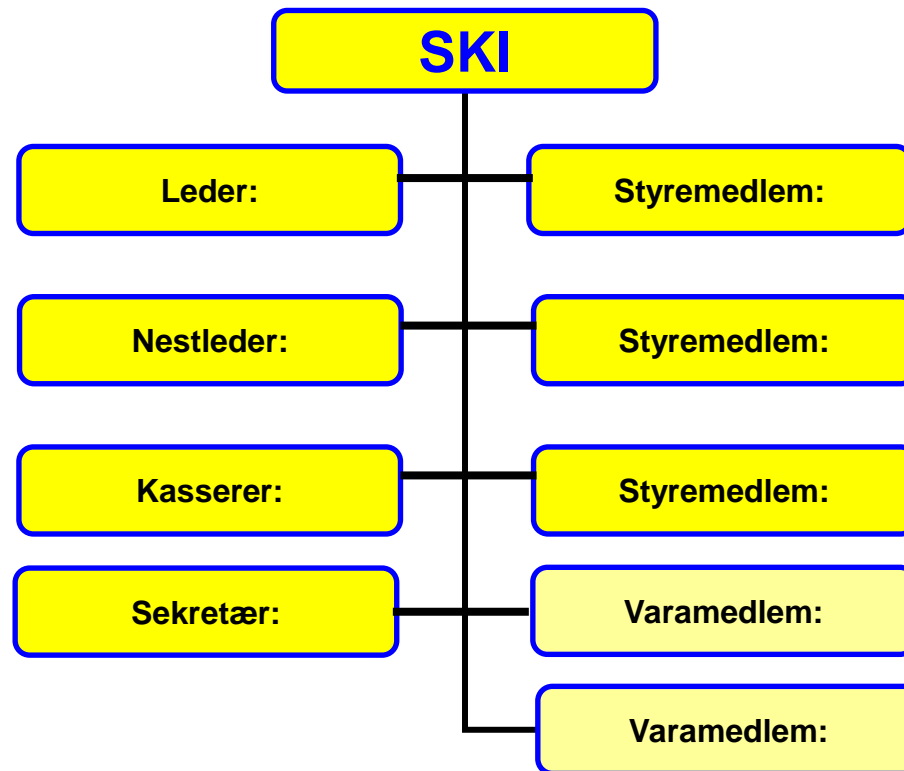 SKI
Leder:
Styremedlem:
Nestleder:
Styremedlem:
Kasserer:
Styremedlem:
Sekretær:
Varamedlem:
Varamedlem: